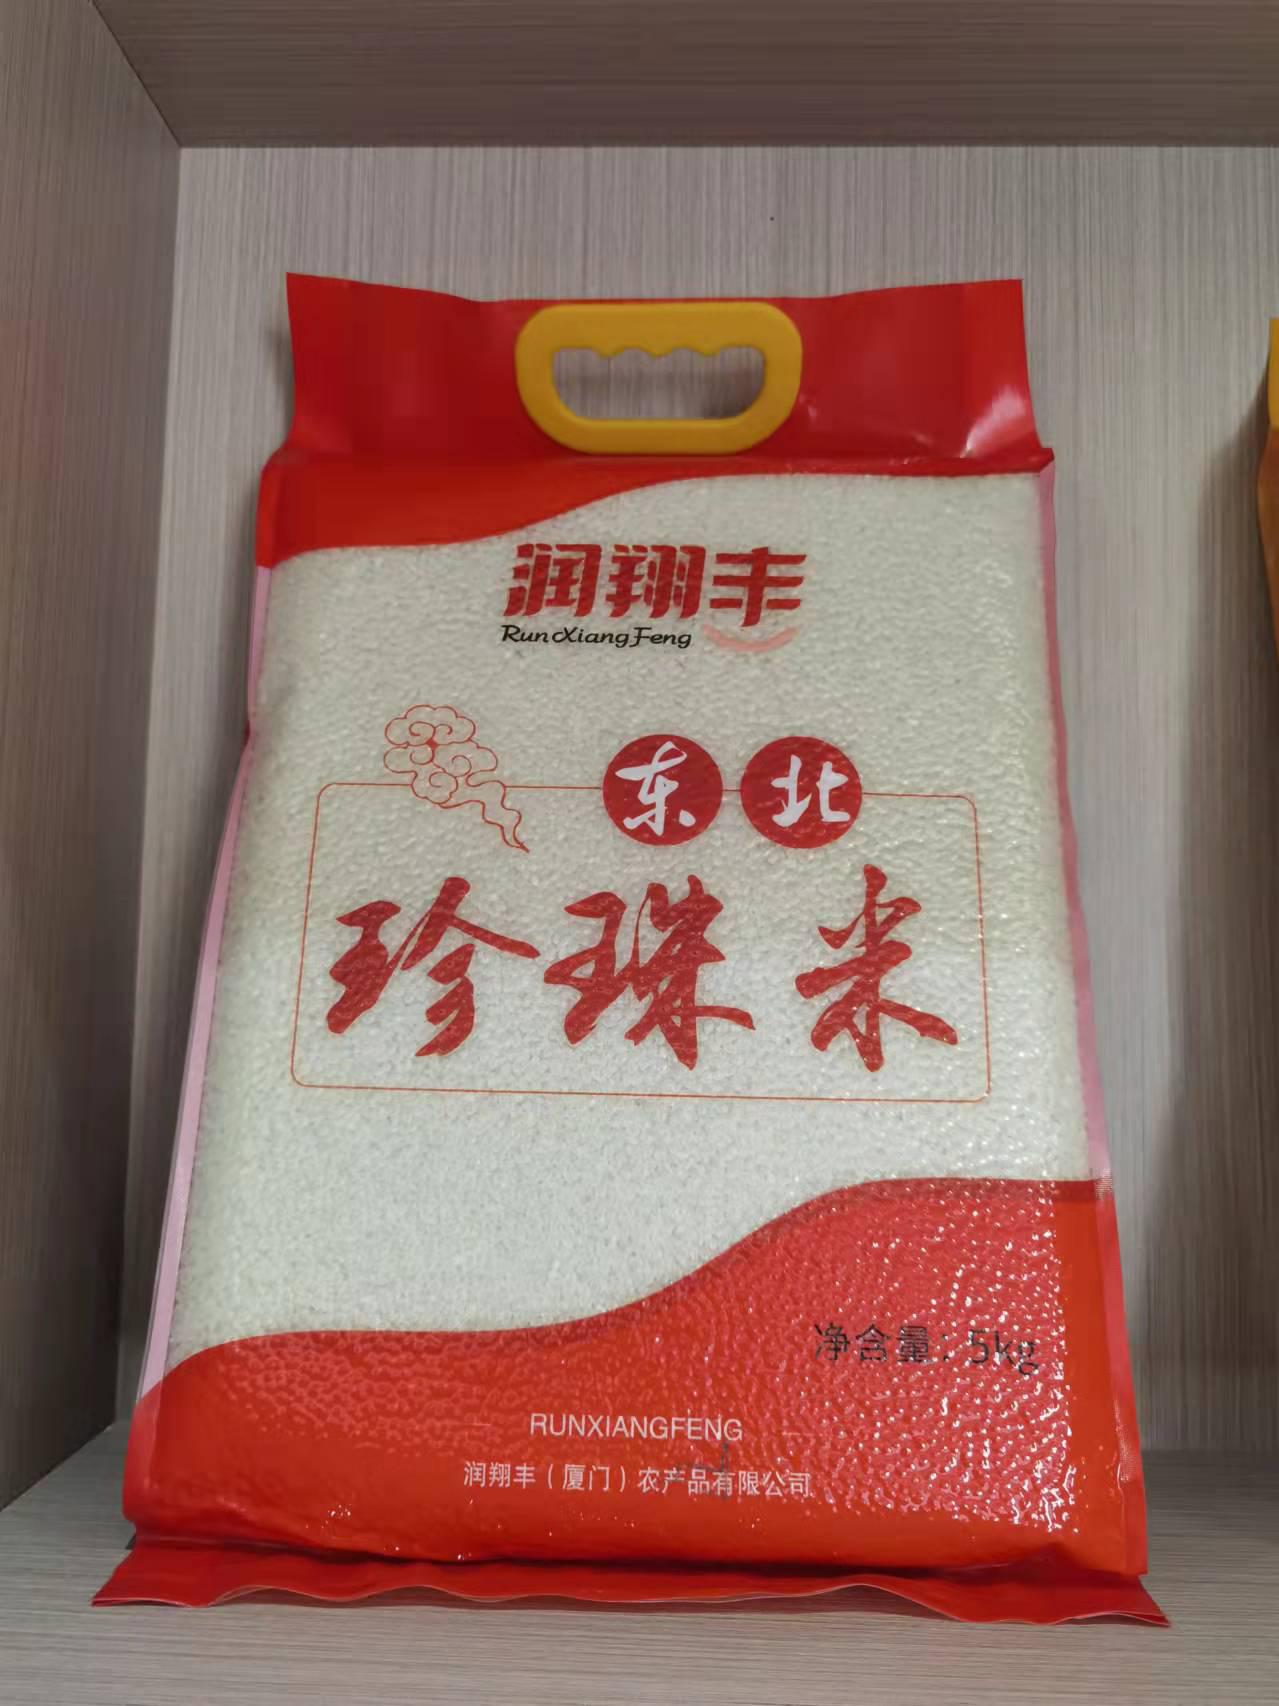 润翔丰
RunXiangFeng
东北
珍珠米
净含量：5kg
RUNXIANGFENG
润翔丰（厦门）农产品有限公司